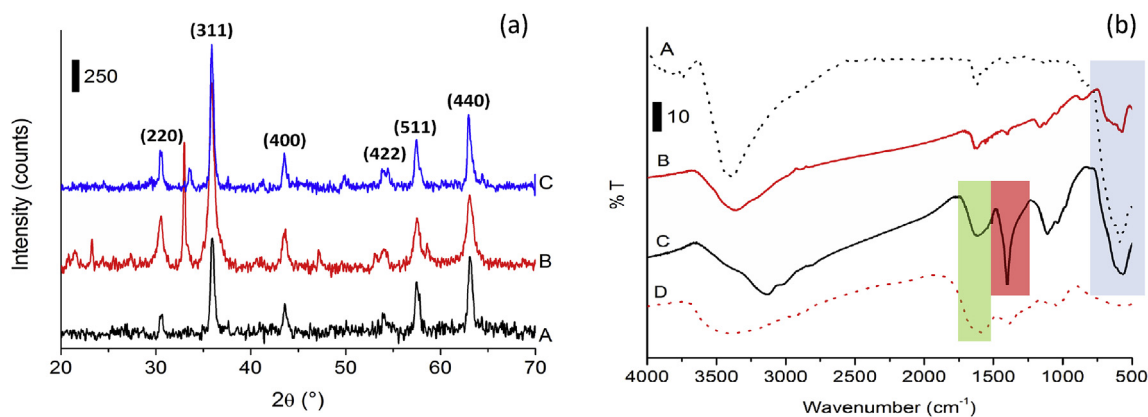 (a)
(311)
250
(440)
(220)
(511)
(400)
(422)
C
B
A
Intensity (counts)
20 30 40 50 60 70
2θ (°)
(b)
A
10
B
C
D
%T
4000 3500 3000 2500 2000 1500 1000 500
Wavenumber (cm⁻¹)